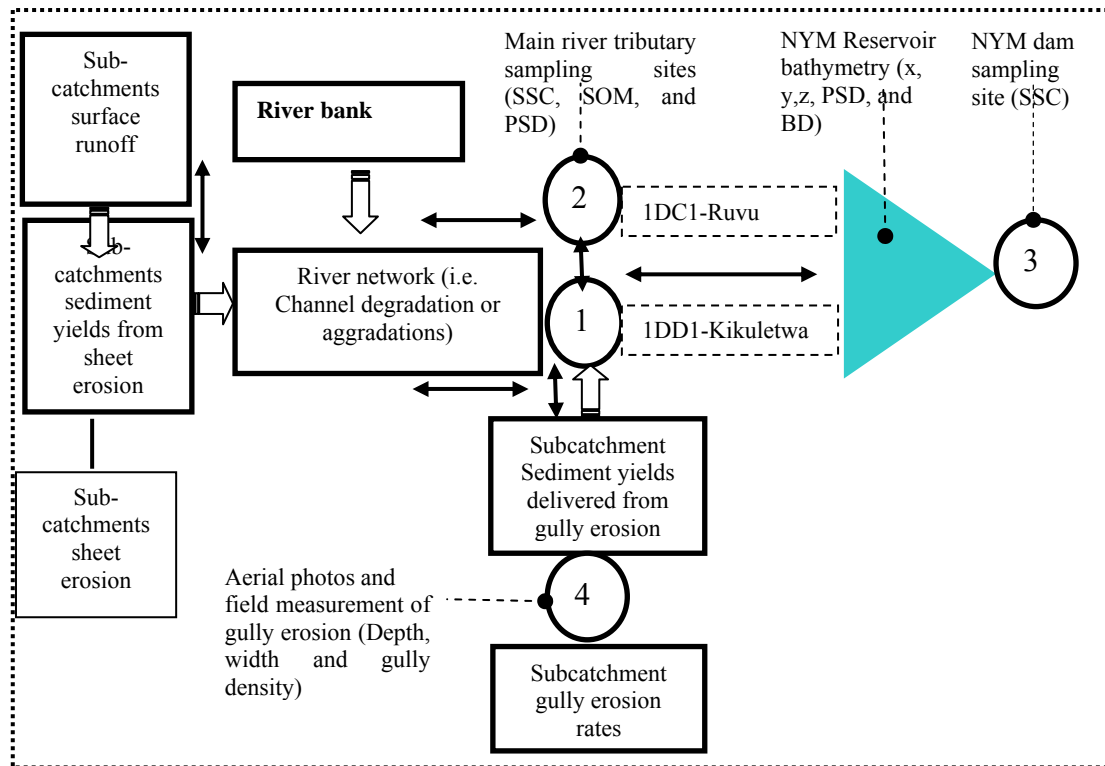 Sub-
catchments
surface
runoff
River bank
Main river tributary
sampling sites
(SSC, SOM, and
PSD)
NYM Reservoir
bathymetry (x,
y,z, PSD, and
BD)
NYM dam
sampling
site (SSC)
2
1DC1-Ruvu
3
Sub-
catchments
sediment
yields from
sheet
erosion
River network (i.e.
Channel degradation or
aggradations)
1
1DD1-Kikuletwa
Sub-
catchments
sheet
erosion
Subcatchment
Sediment yields
delivered from
gully erosion
Aerial photos and
field measurement of
gully erosion (Depth,
width and gully
density)
4
Subcatchment
gully erosion
rates